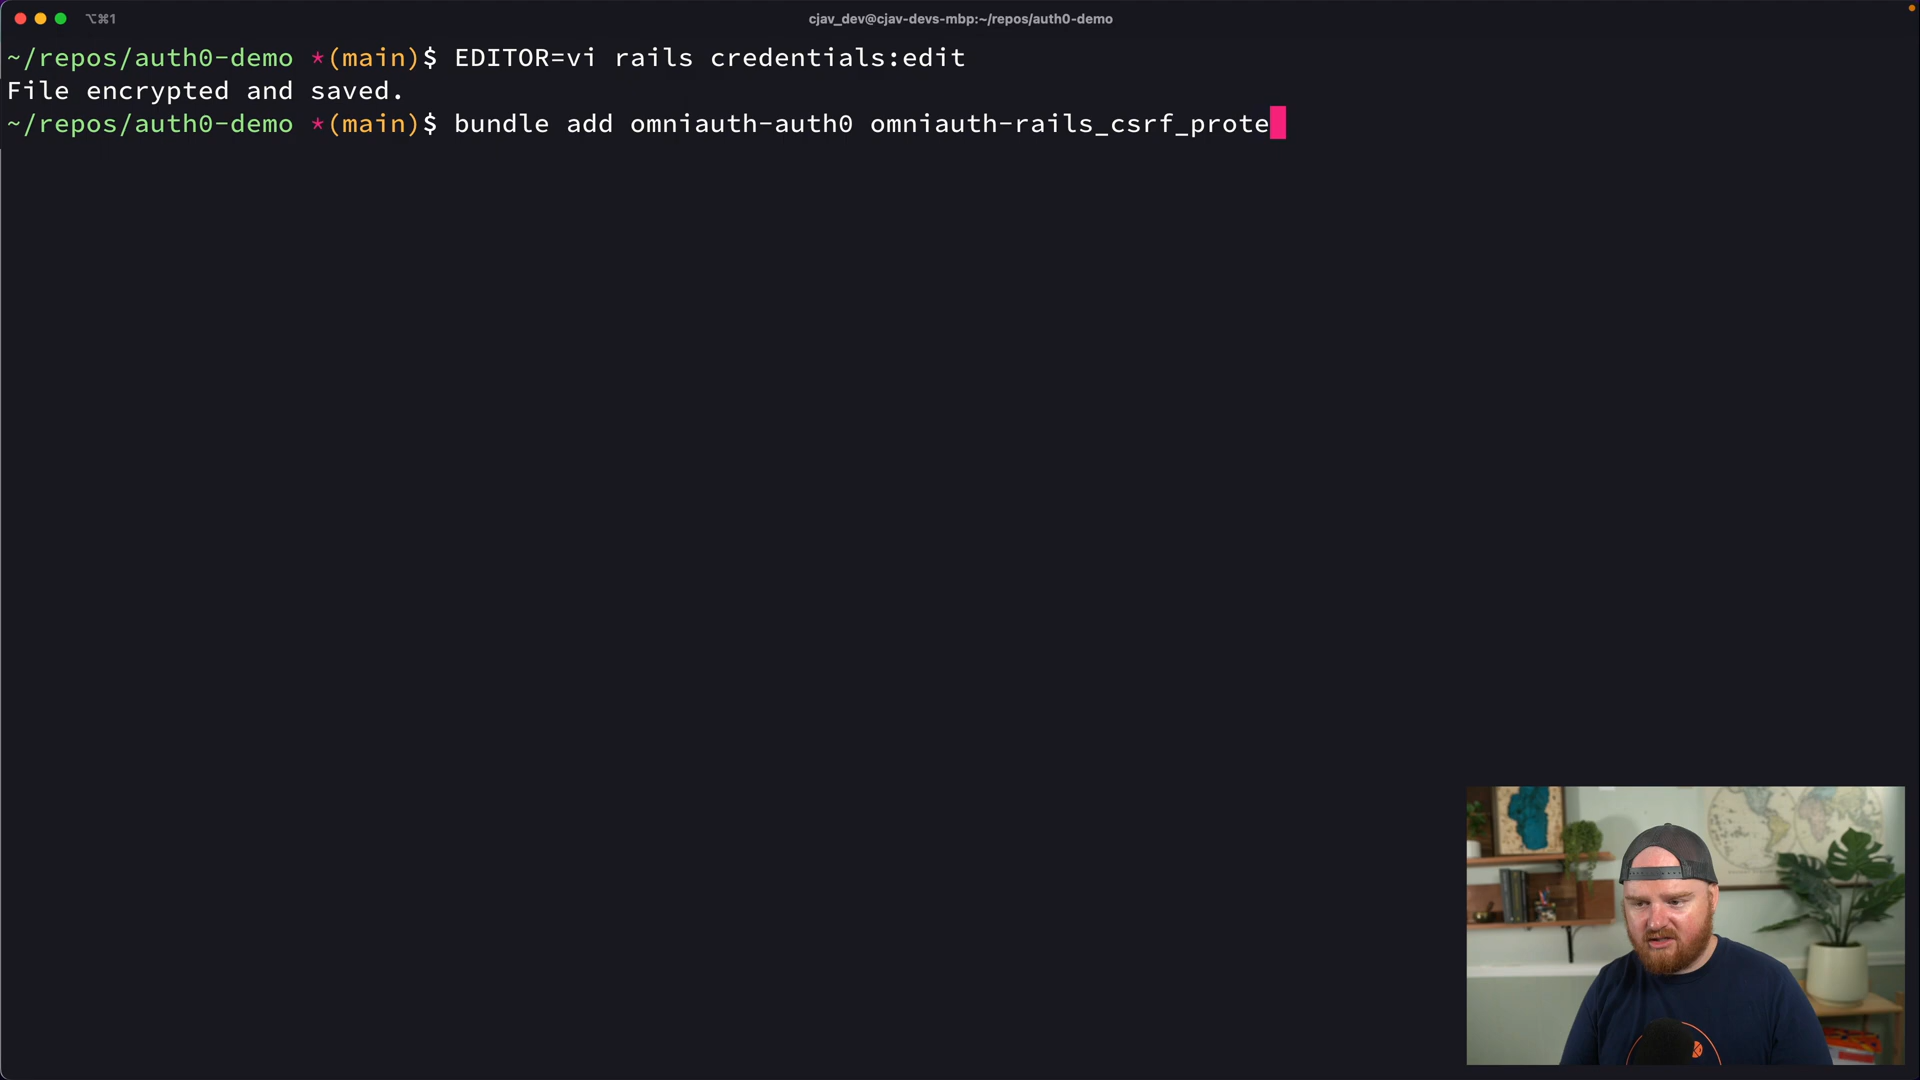 ⌥⌘1
cjav_dev@cjav-devs-mbp:~/repos/auth0-demo
~/repos/auth0-demo *(main)$ EDITOR=vi rails credentials:edit
File encrypted and saved.
~/repos/auth0-demo *(main)$ bundle add omniauth-auth0 omniauth-rails_csrf_prote